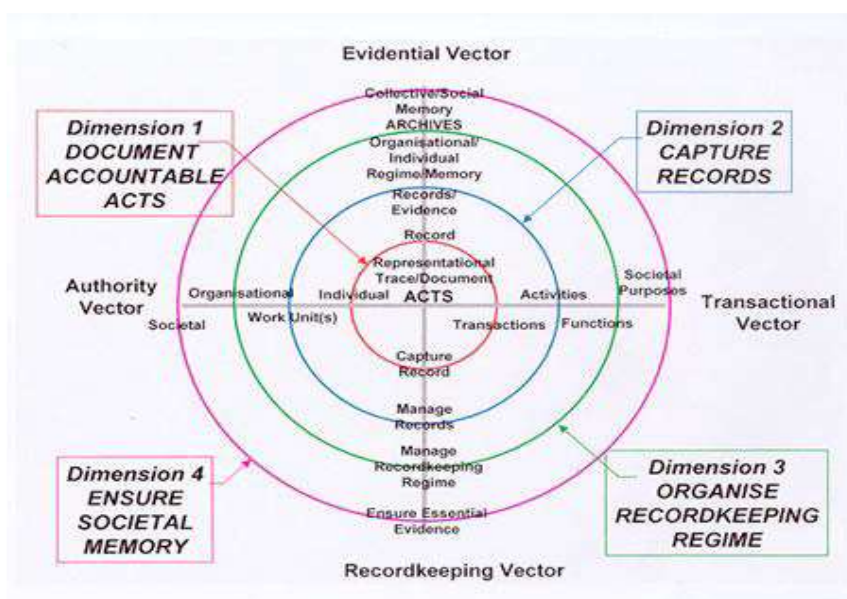 Evidential Vector
Collective/Social
Memory
ARCHIVES
Organisational/
Individual
Regime/Memory
Records/
Evidence
Record
Representational
Trace/Document
ACTS
Dimension 1
DOCUMENT
ACCOUNTABLE
ACTS
Dimension 2
CAPTURE
RECORDS
Authority
Vector
Societal
Organisational
Work Unit(s)
Individual
Transactions
Activities
Functions
Societal
Purposes
Transactional
Vector
Capture
Record
Manage
Records
Manage
Recordkeeping
Regime
Ensure Essential
Evidence
Dimension 4
ENSURE
SOCIETAL
MEMORY
Dimension 3
ORGANISE
RECORDKEEPING
REGIME
Recordkeeping Vector